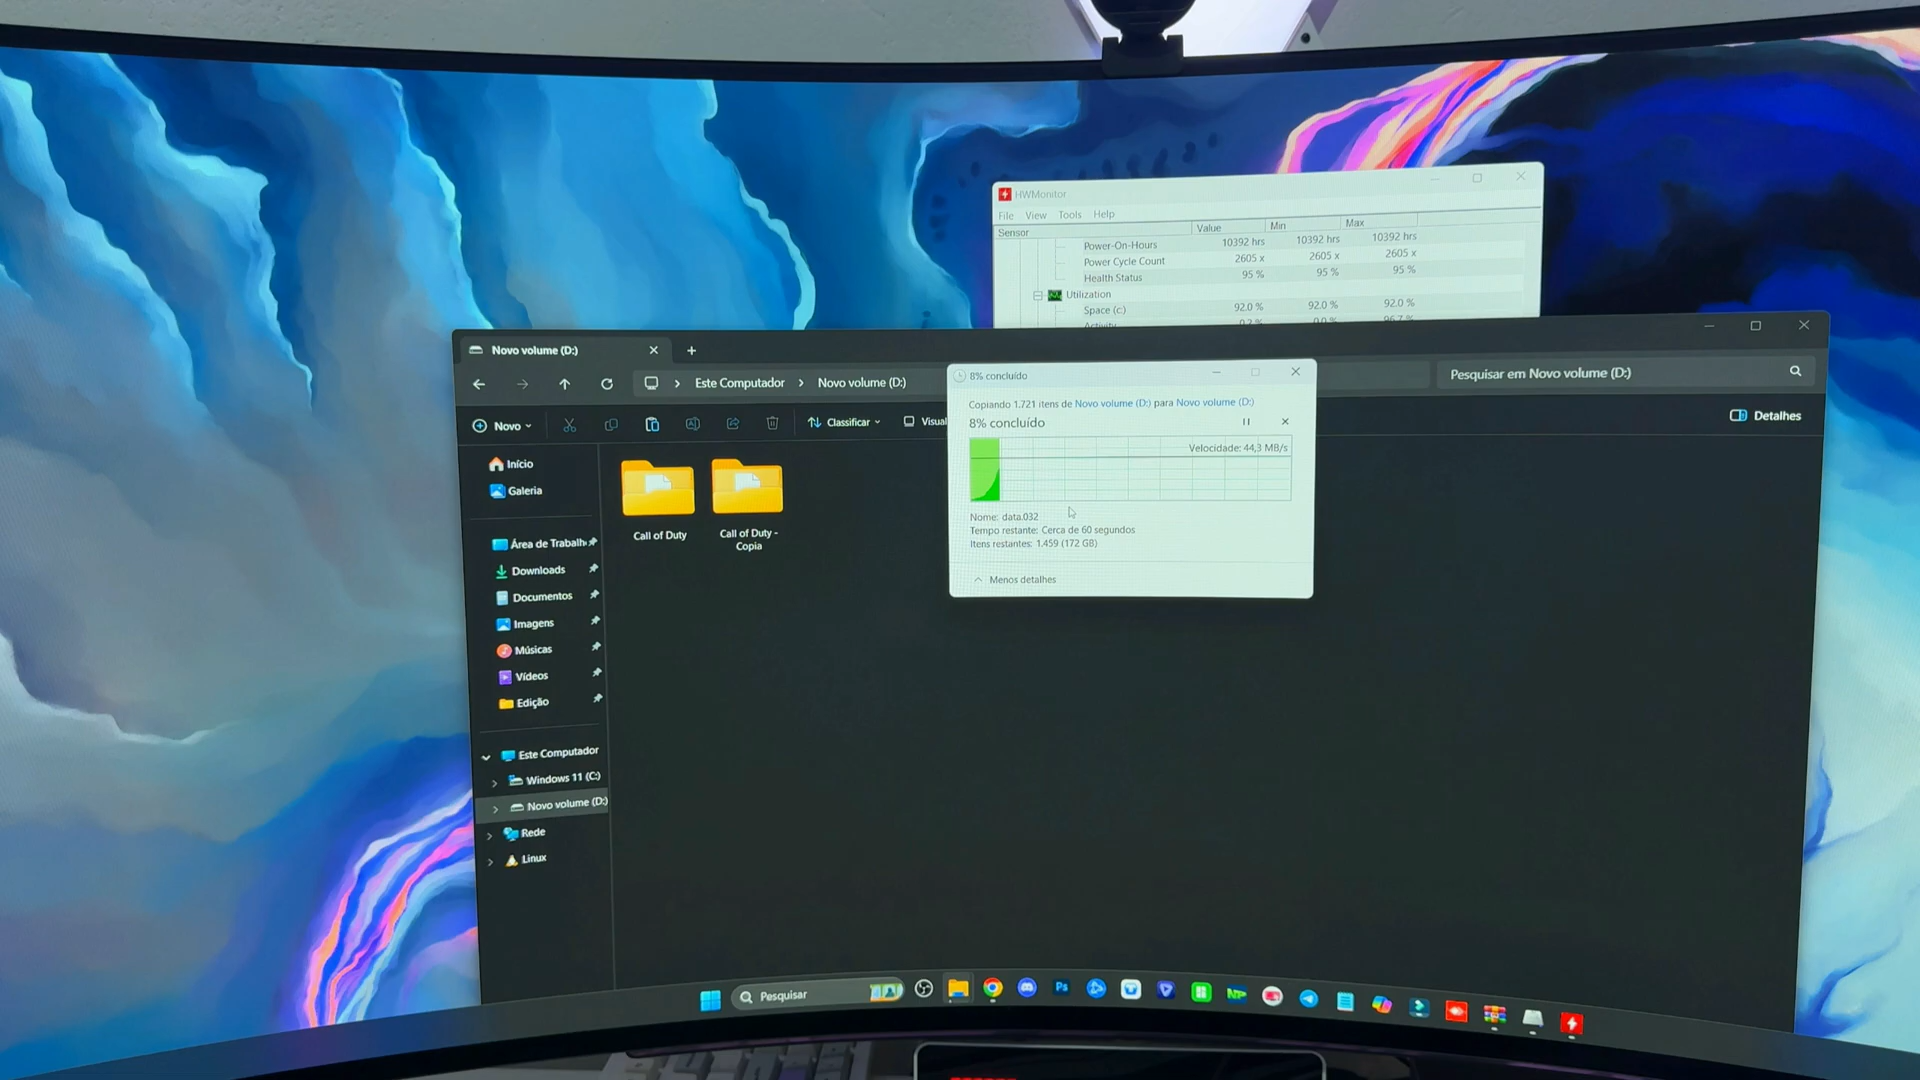 HWMonitor
File View Tools Help
Sensor Value Min Max
Power-On-Hours 10392 hrs 10392 hrs 10392 hrs
Power Cycle Count 2605 x 2605 x 2605 x
Health Status 95 % 95 % 95 %
Utilization
Space (c:) 92.0 % 92.0 % 92.0 %
Novo volume (D:)
Este Computador Novo volume (D:)
Pesquisar em Novo volume (D:)
Novo Classificar Visual
Detalhes
8% concluído
Copiando 1.721 itens de Novo volume (D:) para Novo volume (D:)
8% concluído
Velocidade: 44,3 MB/s
Nome: data.032
Tempo restante: Cerca de 60 segundos
Itens restantes: 1.459 (172 GB)
Menos detalhes
Início
Galeria
Área de Trabalh
Downloads
Documentos
Imagens
Músicas
Vídeos
Edição
Este Computador
Windows 11 (C:)
Novo volume (D:)
Rede
Linux
Call of Duty
Call of Duty -
Copia
Pesquisar
Ps
NP